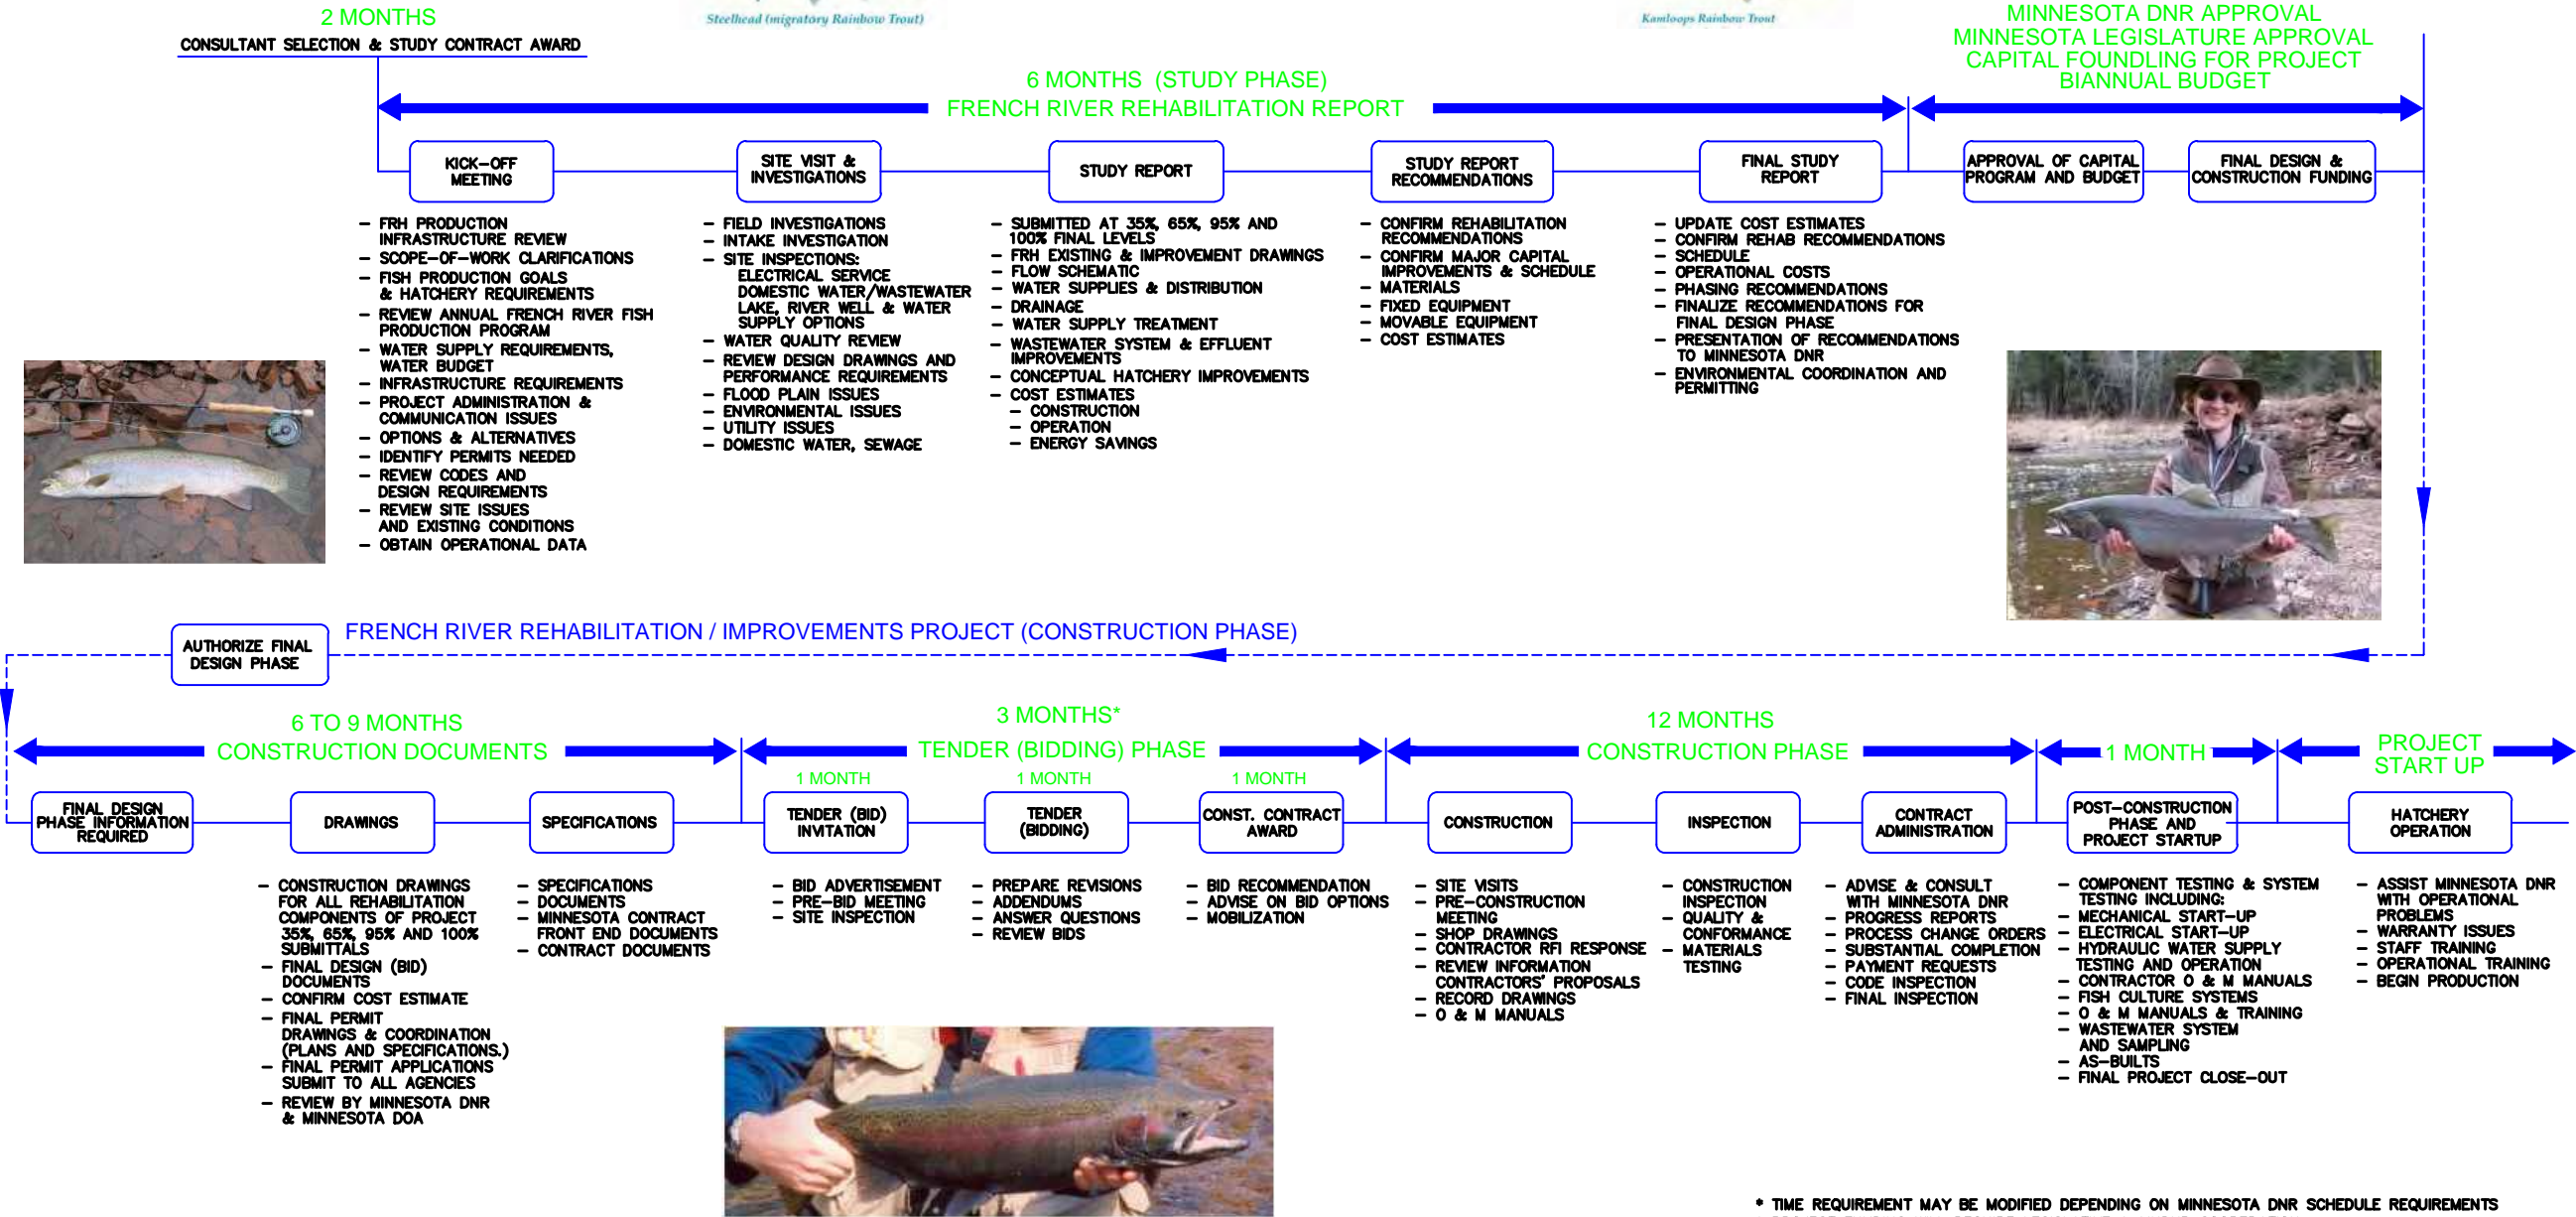 2 MONTHS
CONSULTANT SELECTION & STUDY CONTRACT AWARD
Steelhead (migratory Rainbow Trout)
Kamloops Rainbow Trout
MINNESOTA DNR APPROVAL
MINNESOTA LEGISLATURE APPROVAL
CAPITAL FOUNDLING FOR PROJECT
BIANNUAL BUDGET
6 MONTHS (STUDY PHASE)
FRENCH RIVER REHABILITATION REPORT
KICK-OFF
MEETING
– FRH PRODUCTION
INFRASTRUCTURE REVIEW
– SCOPE-OF-WORK CLARIFICATIONS
– FISH PRODUCTION GOALS
& HATCHERY REQUIREMENTS
– REVIEW ANNUAL FRENCH RIVER FISH
PRODUCTION PROGRAM
– WATER SUPPLY REQUIREMENTS,
WATER BUDGET
– INFRASTRUCTURE REQUIREMENTS
– PROJECT ADMINISTRATION &
COMMUNICATION ISSUES
– OPTIONS & ALTERNATIVES
– IDENTIFY PERMITS NEEDED
– REVIEW CODES AND
DESIGN REQUIREMENTS
– REVIEW SITE ISSUES
AND EXISTING CONDITIONS
– OBTAIN OPERATIONAL DATA
SITE VISIT &
INVESTIGATIONS
– FIELD INVESTIGATIONS
– INTAKE INVESTIGATION
– SITE INSPECTIONS:
ELECTRICAL SERVICE
DOMESTIC WATER/WASTEWATER
LAKE, RIVER WELL & WATER
SUPPLY OPTIONS
– WATER QUALITY REVIEW
– REVIEW DESIGN DRAWINGS AND
PERFORMANCE REQUIREMENTS
– FLOOD PLAIN ISSUES
– ENVIRONMENTAL ISSUES
– UTILITY ISSUES
– DOMESTIC WATER, SEWAGE
STUDY REPORT
– SUBMITTED AT 35%, 65%, 95% AND
100% FINAL LEVELS
– FRH EXISTING & IMPROVEMENT DRAWINGS
– FLOW SCHEMATIC
– WATER SUPPLIES & DISTRIBUTION
– DRAINAGE
– WATER SUPPLY TREATMENT
– WASTEWATER SYSTEM & EFFLUENT
IMPROVEMENTS
– CONCEPTUAL HATCHERY IMPROVEMENTS
– COST ESTIMATES
– CONSTRUCTION
– OPERATION
– ENERGY SAVINGS
STUDY REPORT
RECOMMENDATIONS
– CONFIRM REHABILITATION
RECOMMENDATIONS
– CONFIRM MAJOR CAPITAL
IMPROVEMENTS & SCHEDULE
– MATERIALS
– FIXED EQUIPMENT
– MOVABLE EQUIPMENT
– COST ESTIMATES
FINAL STUDY
REPORT
– UPDATE COST ESTIMATES
– CONFIRM REHAB RECOMMENDATIONS
– SCHEDULE
– OPERATIONAL COSTS
– PHASING RECOMMENDATIONS
– FINALIZE RECOMMENDATIONS FOR
FINAL DESIGN PHASE
– PRESENTATION OF RECOMMENDATIONS
TO MINNESOTA DNR
– ENVIRONMENTAL COORDINATION AND
PERMITTING
APPROVAL OF CAPITAL
PROGRAM AND BUDGET
FINAL DESIGN &
CONSTRUCTION FUNDING
AUTHORIZE FINAL
DESIGN PHASE
FRENCH RIVER REHABILITATION / IMPROVEMENTS PROJECT (CONSTRUCTION PHASE)
6 TO 9 MONTHS
CONSTRUCTION DOCUMENTS
3 MONTHS*
TENDER (BIDDING) PHASE
1 MONTH
1 MONTH
1 MONTH
12 MONTHS
CONSTRUCTION PHASE
1 MONTH
PROJECT
START UP
FINAL DESIGN
PHASE INFORMATION
REQUIRED
DRAWINGS
– CONSTRUCTION DRAWINGS
FOR ALL REHABILITATION
COMPONENTS OF PROJECT
35%, 65%, 95% AND 100%
SUBMITTALS
– FINAL DESIGN (BID)
DOCUMENTS
– CONFIRM COST ESTIMATE
– FINAL PERMIT
DRAWINGS & COORDINATION
(PLANS AND SPECIFICATIONS.)
– FINAL PERMIT APPLICATIONS
SUBMIT TO ALL AGENCIES
– REVIEW BY MINNESOTA DNR
& MINNESOTA DOA
SPECIFICATIONS
– SPECIFICATIONS
– DOCUMENTS
– MINNESOTA CONTRACT
FRONT END DOCUMENTS
– CONTRACT DOCUMENTS
TENDER (BID)
INVITATION
– BID ADVERTISEMENT
– PRE-BID MEETING
– SITE INSPECTION
TENDER
(BIDDING)
– PREPARE REVISIONS
– ADDENDUMS
– ANSWER QUESTIONS
– REVIEW BIDS
CONST. CONTRACT
AWARD
– BID RECOMMENDATION
– ADVISE ON BID OPTIONS
– MOBILIZATION
CONSTRUCTION
– SITE VISITS
– PRE-CONSTRUCTION
MEETING
– SHOP DRAWINGS
– CONTRACTOR RFI RESPONSE
– REVIEW INFORMATION
CONTRACTORS' PROPOSALS
– RECORD DRAWINGS
– O & M MANUALS
INSPECTION
– CONSTRUCTION
INSPECTION
– QUALITY &
CONFORMANCE
– MATERIALS
TESTING
CONTRACT
ADMINISTRATION
– ADVISE & CONSULT
WITH MINNESOTA DNR
– PROGRESS REPORTS
– PROCESS CHANGE ORDERS
– SUBSTANTIAL COMPLETION
– PAYMENT REQUESTS
– CODE INSPECTION
– FINAL INSPECTION
POST-CONSTRUCTION
PHASE AND
PROJECT STARTUP
– COMPONENT TESTING & SYSTEM
TESTING INCLUDING:
– MECHANICAL START-UP
– ELECTRICAL START-UP
– HYDRAULIC WATER SUPPLY
TESTING AND OPERATION
– CONTRACTOR O & M MANUALS
– FISH CULTURE SYSTEMS
– O & M MANUALS & TRAINING
– WASTEWATER SYSTEM
AND SAMPLING
– AS-BUILTS
– FINAL PROJECT CLOSE-OUT
HATCHERY
OPERATION
– ASSIST MINNESOTA DNR
WITH OPERATIONAL
PROBLEMS
– WARRANTY ISSUES
– STAFF TRAINING
– OPERATIONAL TRAINING
– BEGIN PRODUCTION
* TIME REQUIREMENT MAY BE MODIFIED DEPENDING ON MINNESOTA DNR SCHEDULE REQUIREMENTS